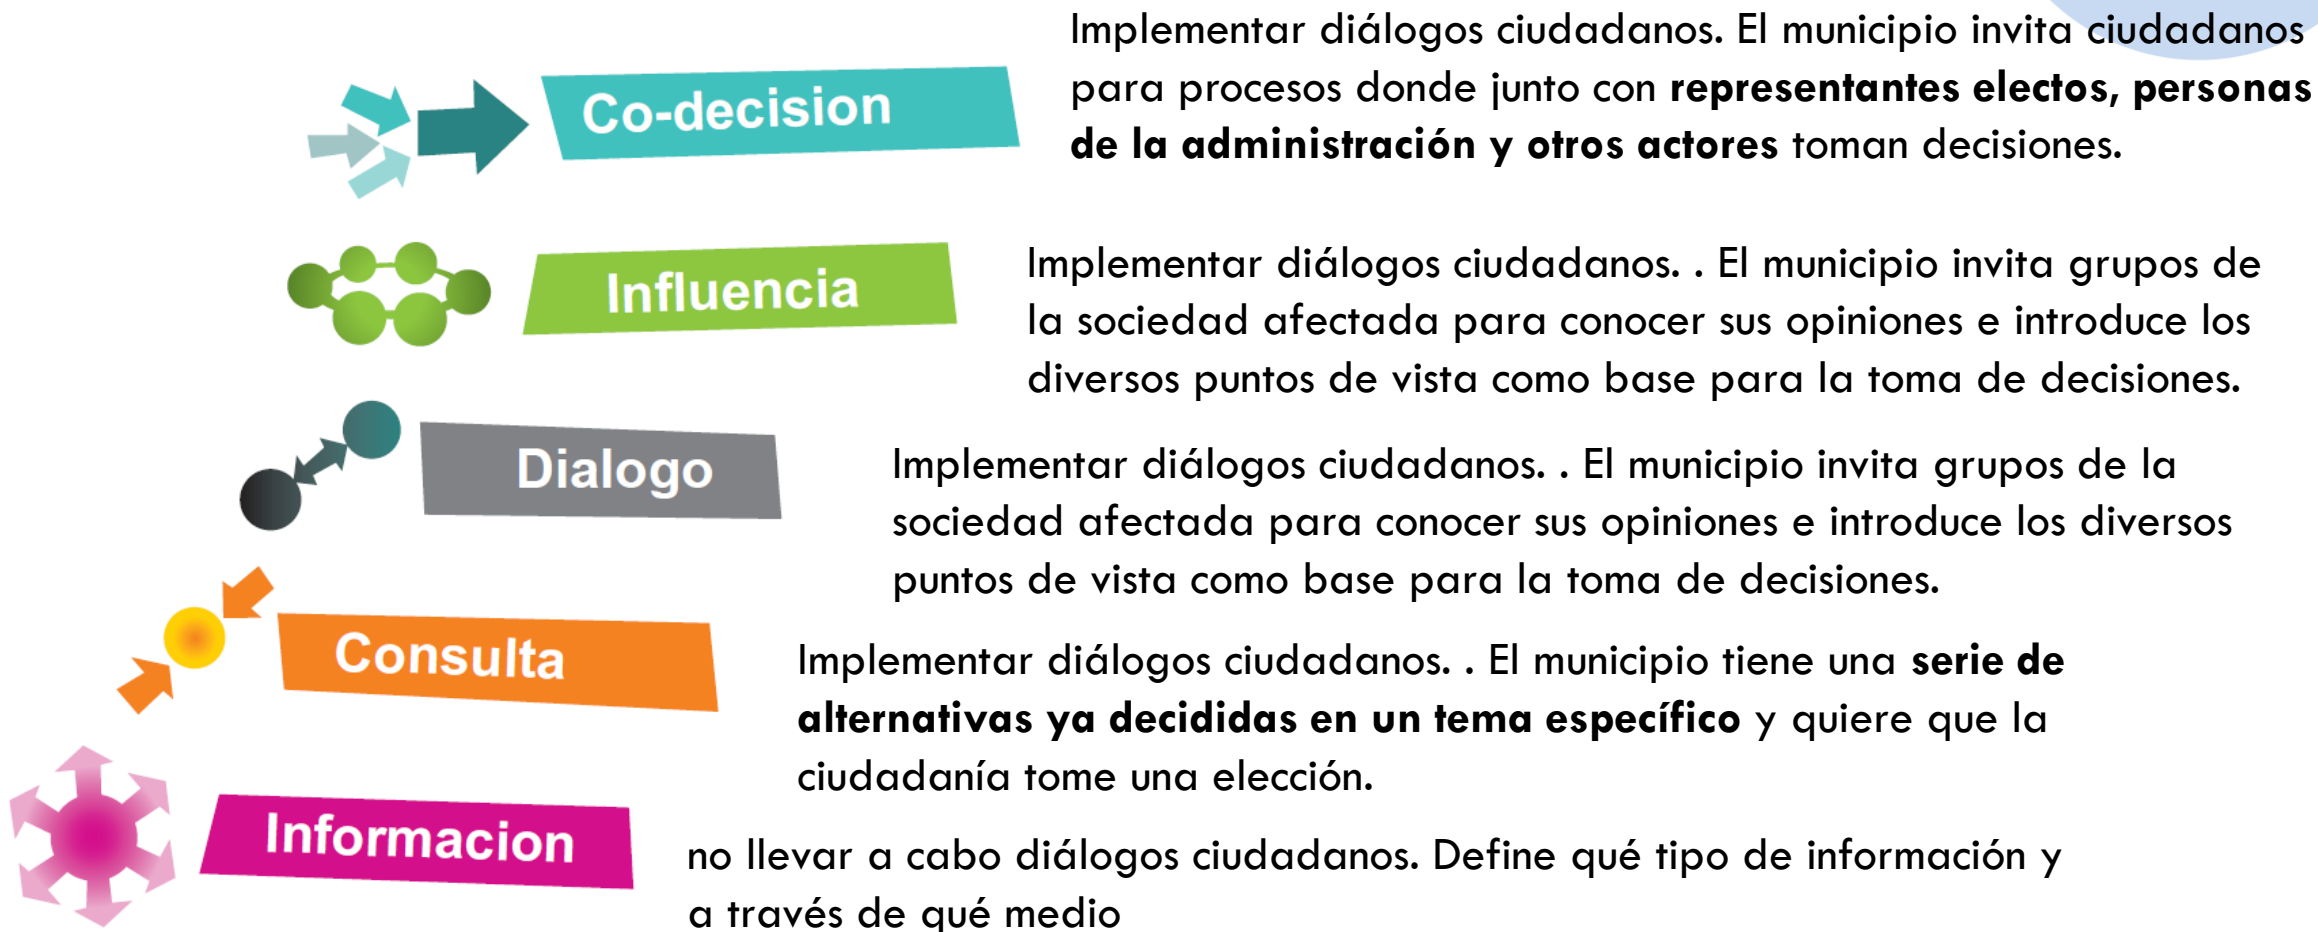 Implementar diálogos ciudadanos. El municipio invita ciudadanos
para procesos donde junto con representantes electos, personas
de la administración y otros actores toman decisiones.
Co-decision
Implementar diálogos ciudadanos. . El municipio invita grupos de
la sociedad afectada para conocer sus opiniones e introduce los
diversos puntos de vista como base para la toma de decisiones.
Influencia
Implementar diálogos ciudadanos. . El municipio invita grupos de la
sociedad afectada para conocer sus opiniones e introduce los diversos
puntos de vista como base para la toma de decisiones.
Dialogo
Implementar diálogos ciudadanos. . El municipio tiene una serie de
alternativas ya decididas en un tema específico y quiere que la
ciudadanía tome una elección.
Consulta
Informacion
no llevar a cabo diálogos ciudadanos. Define qué tipo de información y
a través de qué medio